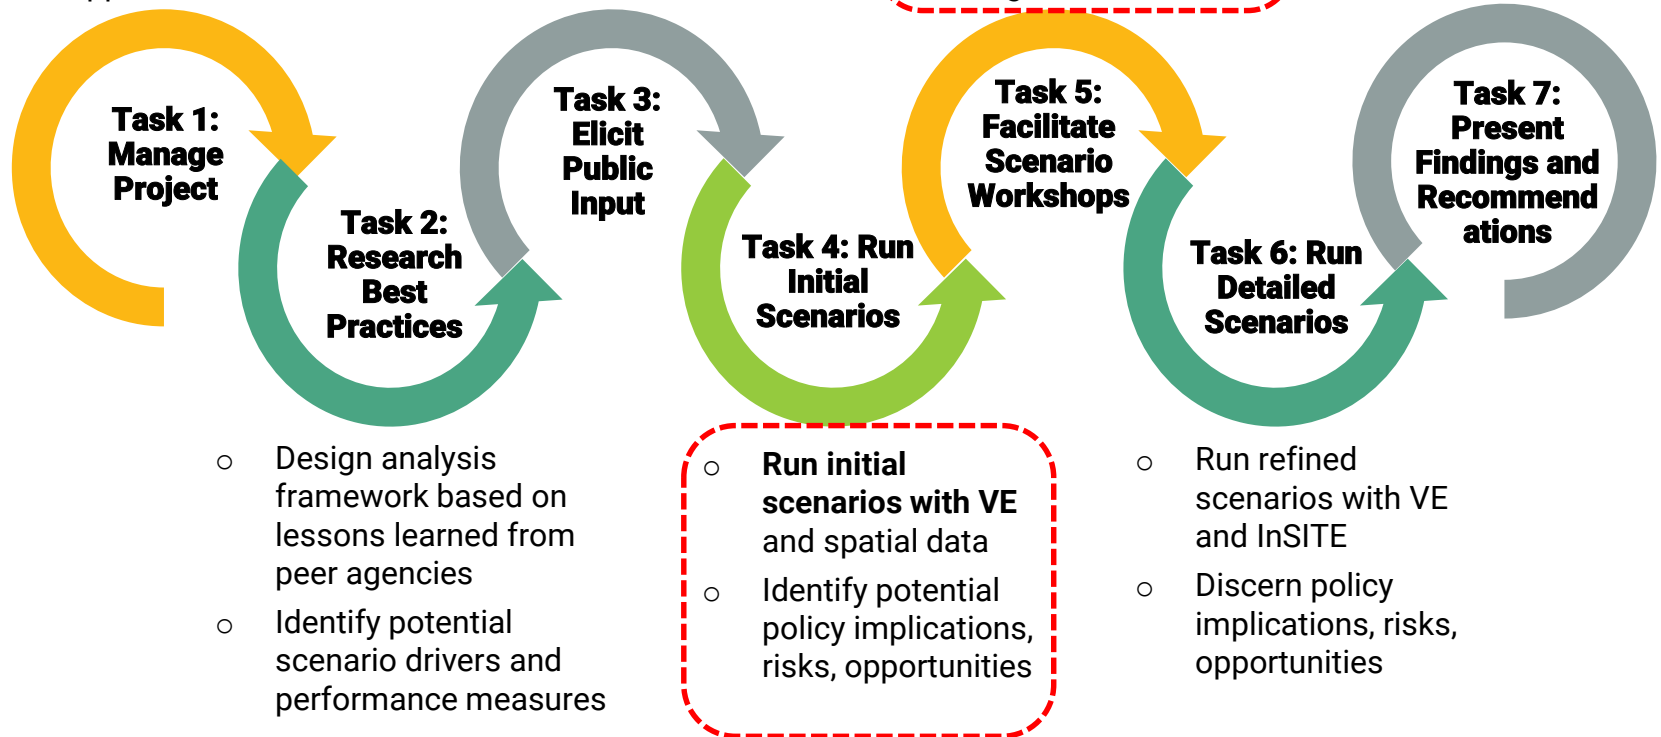 Task 1:
Manage
Project
Task 2:
Research
Best
Practices
Task 3:
Elicit
Public
Input
Task 4: Run
Initial
Scenarios
Task 5:
Facilitate
Scenario
Workshops
Task 6: Run
Detailed
Scenarios
Task 7:
Present
Findings and
Recommend
ations
○ Design analysis
framework based on
lessons learned from
peer agencies
○ Identify potential
scenario drivers and
performance measures
○ Run initial
scenarios with VE
and spatial data
○ Identify potential
policy implications,
risks, opportunities
○ Run refined
scenarios with VE
and InSITE
○ Discern policy
implications, risks,
opportunities